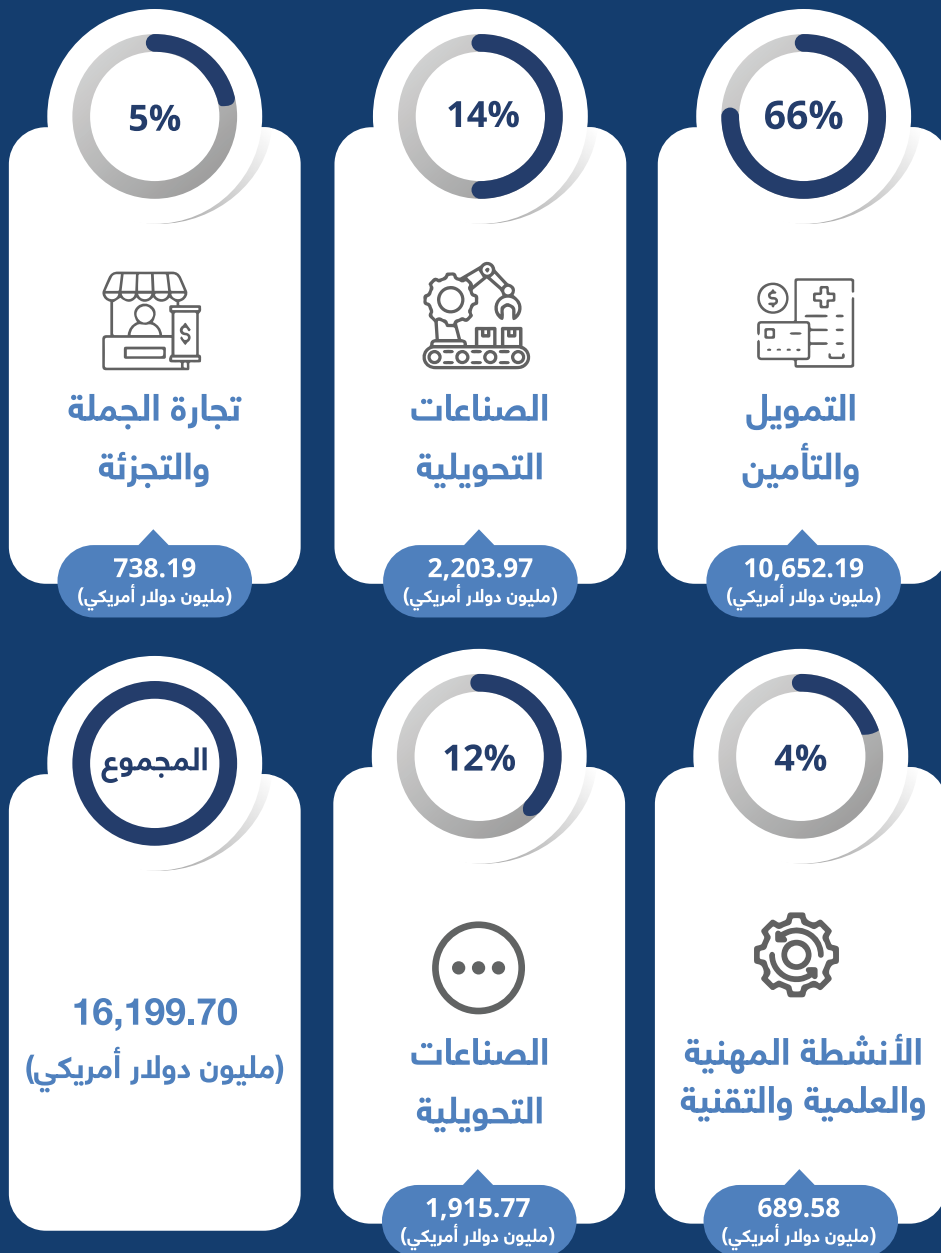 66%
التمويل
والتأمين
10,652.19
(مليون دولار أمريكي)
14%
الصناعات
التحويلية
2,203.97
(مليون دولار أمريكي)
5%
تجارة الجملة
والتجزئة
738.19
(مليون دولار أمريكي)
4%
الأنشطة المهنية
والعلمية والتقنية
689.58
(مليون دولار أمريكي)
12%
الصناعات
التحويلية
1,915.77
(مليون دولار أمريكي)
المجموع
16,199.70
(مليون دولار أمريكي)